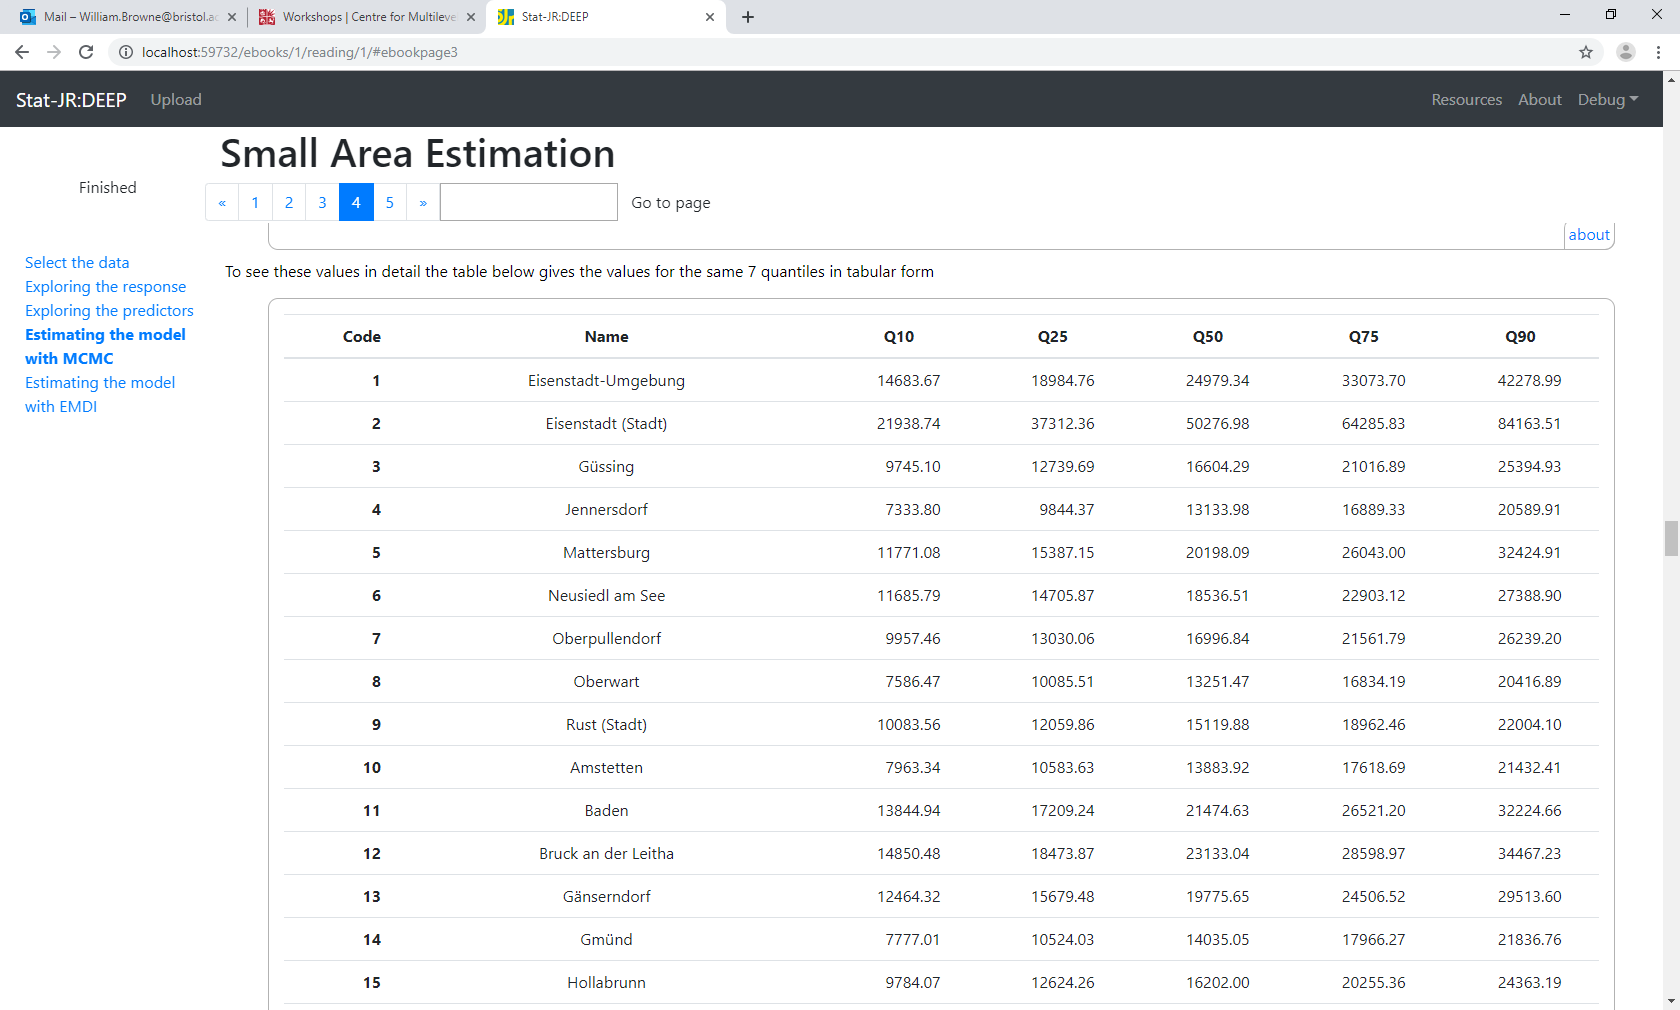 Mail – William.Browne@bristol.ac
Workshops | Centre for Multileve
Stat-JR:DEEP
localhost:59732/ebooks/1/reading/1/#ebookpage3
Stat-JR:DEEP Upload Resources About Debug
Small Area Estimation
Finished
« 1 2 3 4 5 » Go to page
about
Select the data
Exploring the response
Exploring the predictors
Estimating the model
with MCMC
Estimating the model
with EMDI
To see these values in detail the table below gives the values for the same 7 quantiles in tabular form
Code Name Q10 Q25 Q50 Q75 Q90
1 Eisenstadt-Umgebung 14683.67 18984.76 24979.34 33073.70 42278.99
2 Eisenstadt (Stadt) 21938.74 37312.36 50276.98 64285.83 84163.51
3 Güssing 9745.10 12739.69 16604.29 21016.89 25394.93
4 Jennersdorf 7333.80 9844.37 13133.98 16889.33 20589.91
5 Mattersburg 11771.08 15387.15 20198.09 26043.00 32424.91
6 Neusiedl am See 11685.79 14705.87 18536.51 22903.12 27388.90
7 Oberpullendorf 9957.46 13030.06 16996.84 21561.79 26239.20
8 Oberwart 7586.47 10085.51 13251.47 16834.19 20416.89
9 Rust (Stadt) 10083.56 12059.86 15119.88 18962.46 22004.10
10 Amstetten 7963.34 10583.63 13883.92 17618.69 21432.41
11 Baden 13844.94 17209.24 21474.63 26521.20 32224.66
12 Bruck an der Leitha 14850.48 18473.87 23133.04 28598.97 34467.23
13 Gänserndorf 12464.32 15679.48 19775.65 24506.52 29513.60
14 Gmünd 7777.01 10524.03 14035.05 17966.27 21836.76
15 Hollabrunn 9784.07 12624.26 16202.00 20255.36 24363.19